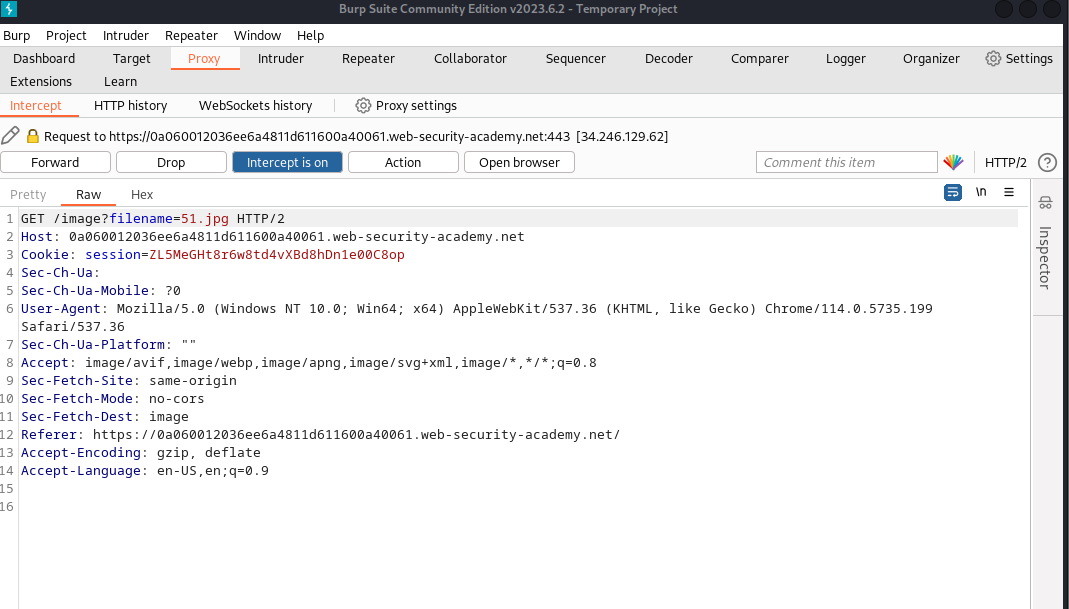 Burp Suite Community Edition v2023.6.2 - Temporary Project
Burp Project Intruder Repeater Window Help
Dashboard Target Proxy Intruder Repeater Collaborator Sequencer Decoder Comparer Logger Organizer Settings
Extensions Learn
Intercept HTTP history WebSockets history Proxy settings
Request to https://0a060012036ee6a4811d611600a40061.web-security-academy.net:443 [34.246.129.62]
Forward Drop Intercept is on Action Open browser Comment this item HTTP/2 ?
Pretty Raw Hex \n
1 GET /image?filename=51.jpg HTTP/2
2 Host: 0a060012036ee6a4811d611600a40061.web-security-academy.net
3 Cookie: session=ZL5MeGHt8r6w8td4vXBd8hDn1e00C8op
4 Sec-Ch-Ua:
5 Sec-Ch-Ua-Mobile: ?0
6 User-Agent: Mozilla/5.0 (Windows NT 10.0; Win64; x64) AppleWebKit/537.36 (KHTML, like Gecko) Chrome/114.0.5735.199
Safari/537.36
7 Sec-Ch-Ua-Platform: ""
8 Accept: image/avif,image/webp,image/apng,image/svg+xml,image/*,*/*;q=0.8
9 Sec-Fetch-Site: same-origin
10 Sec-Fetch-Mode: no-cors
11 Sec-Fetch-Dest: image
12 Referer: https://0a060012036ee6a4811d611600a40061.web-security-academy.net/
13 Accept-Encoding: gzip, deflate
14 Accept-Language: en-US,en;q=0.9
15
16
Inspector